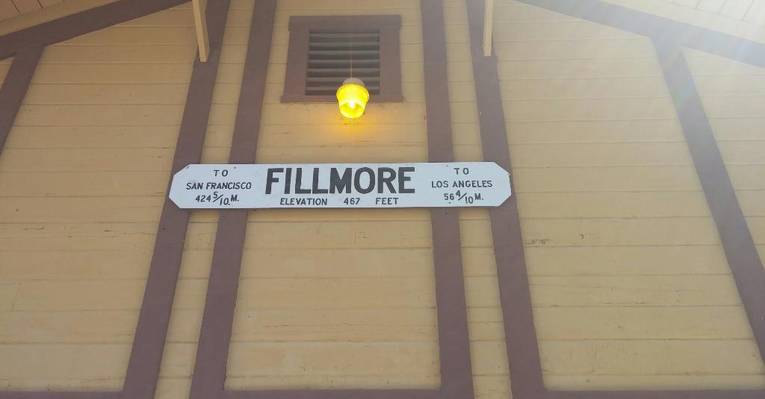 TO
SAN FRANCISCO
424 5/10 M.
FILLMORE
ELEVATION 467 FEET
TO
LOS ANGELES
56 4/10 M.